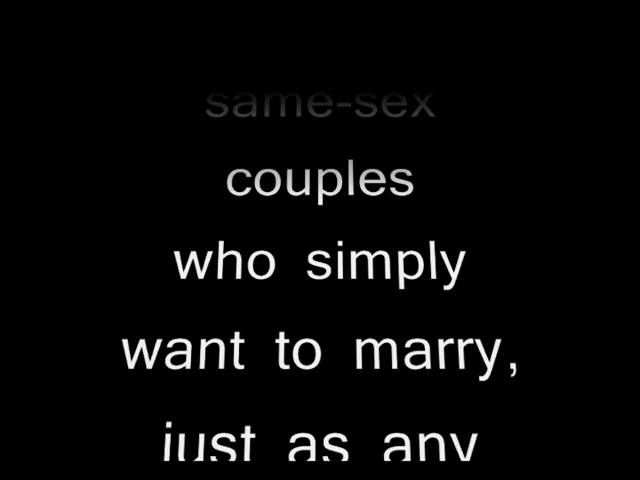 same-sex
couples
who simply
want to marry,
just as any